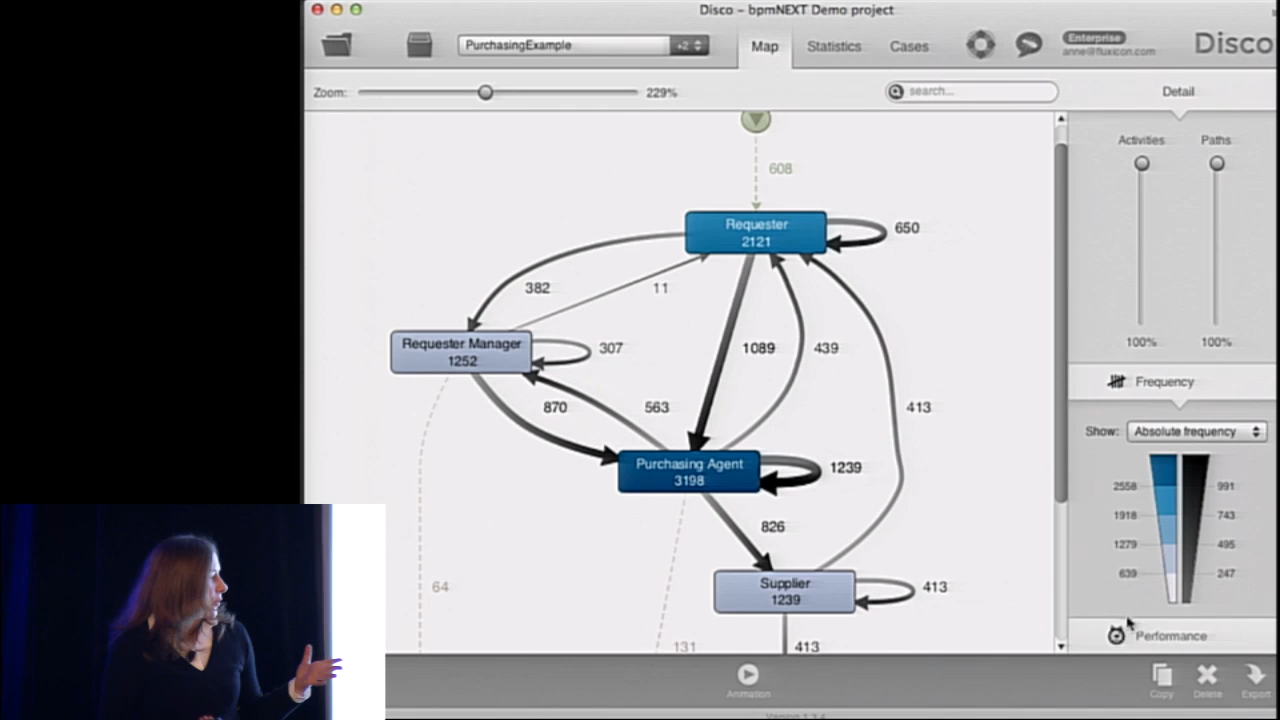 Disco – bpmNEXT Demo project
PurchasingExample
+2
Map
Statistics
Cases
Enterprise
anne@fluxicon.com
Disco
Zoom:
229%
search...
Detail
Activities
Paths
608
Requester
2121
650
382
11
Requester Manager
1252
307
1089
439
870
563
413
Purchasing Agent
3198
1239
826
Supplier
1239
413
64
131
413
100%
100%
Frequency
Show:
Absolute frequency
2558
991
1918
743
1279
495
639
247
Performance
Animation
Copy
Delete
Export